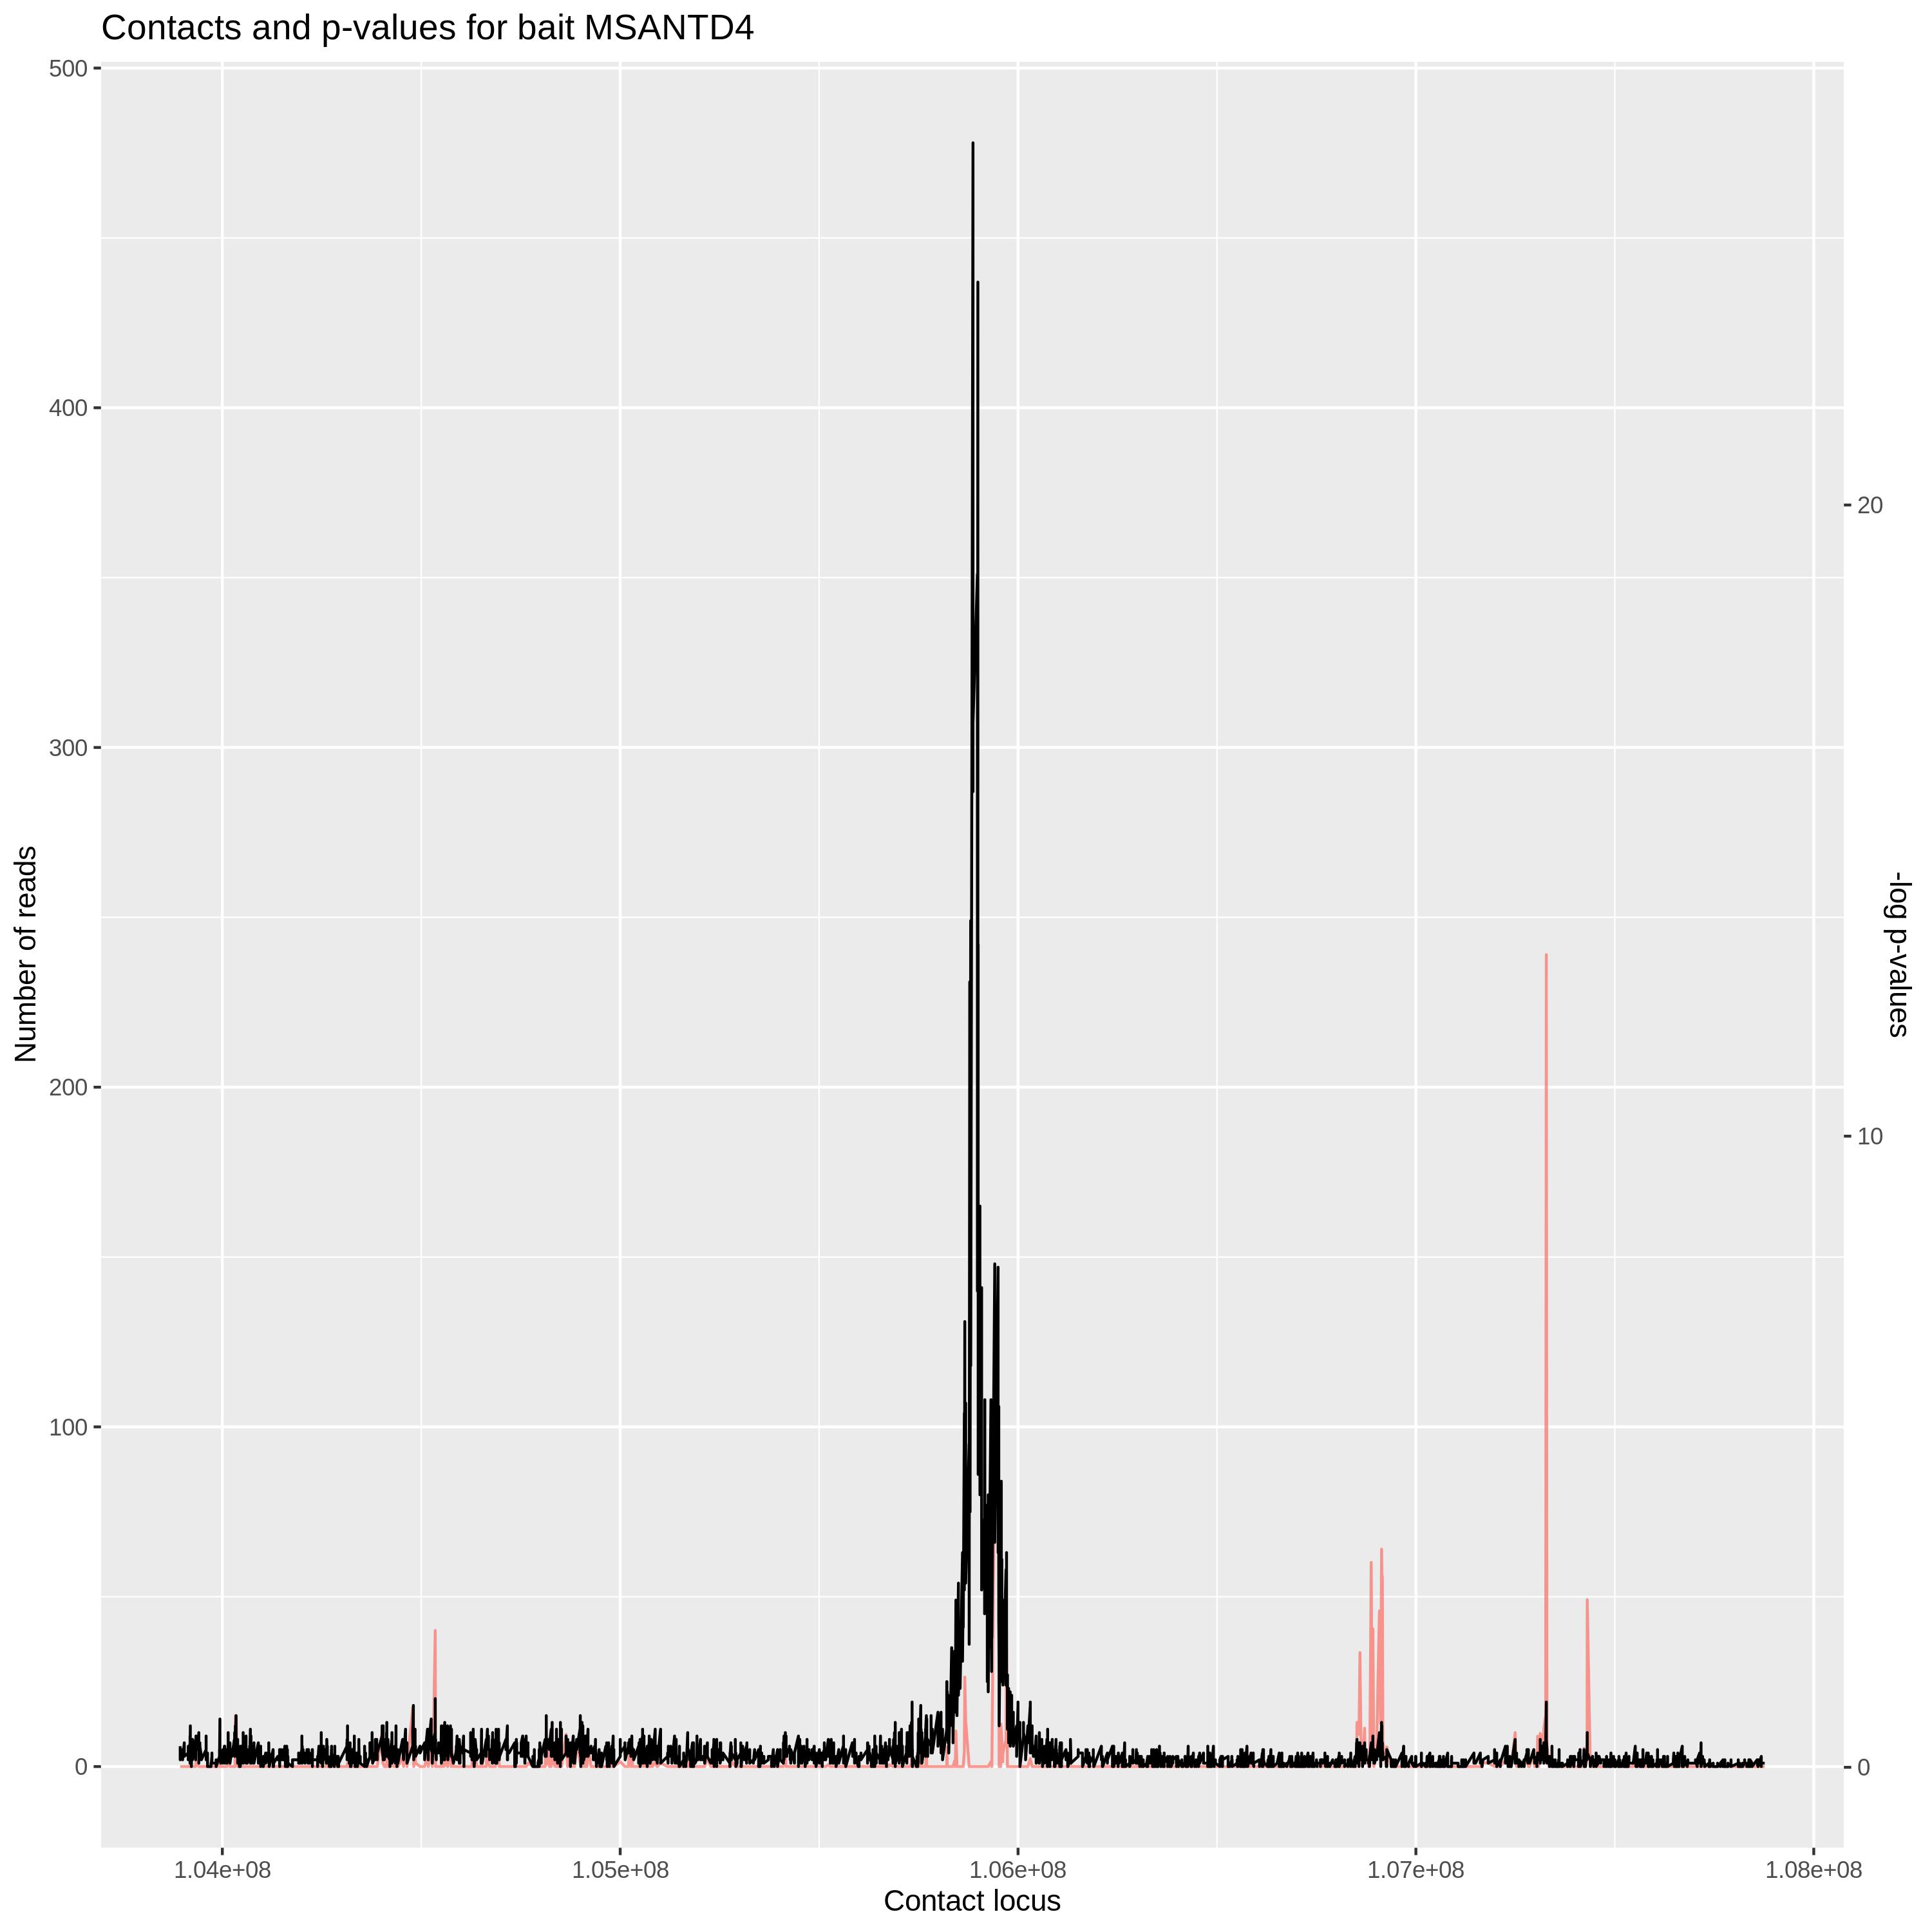 Contacts and p-values for bait MSANTD4
500
400
300
200
100
0
Number of reads
20
10
0
-log p-values
1.04e+08
1.05e+08
1.06e+08
1.07e+08
1.08e+08
Contact locus